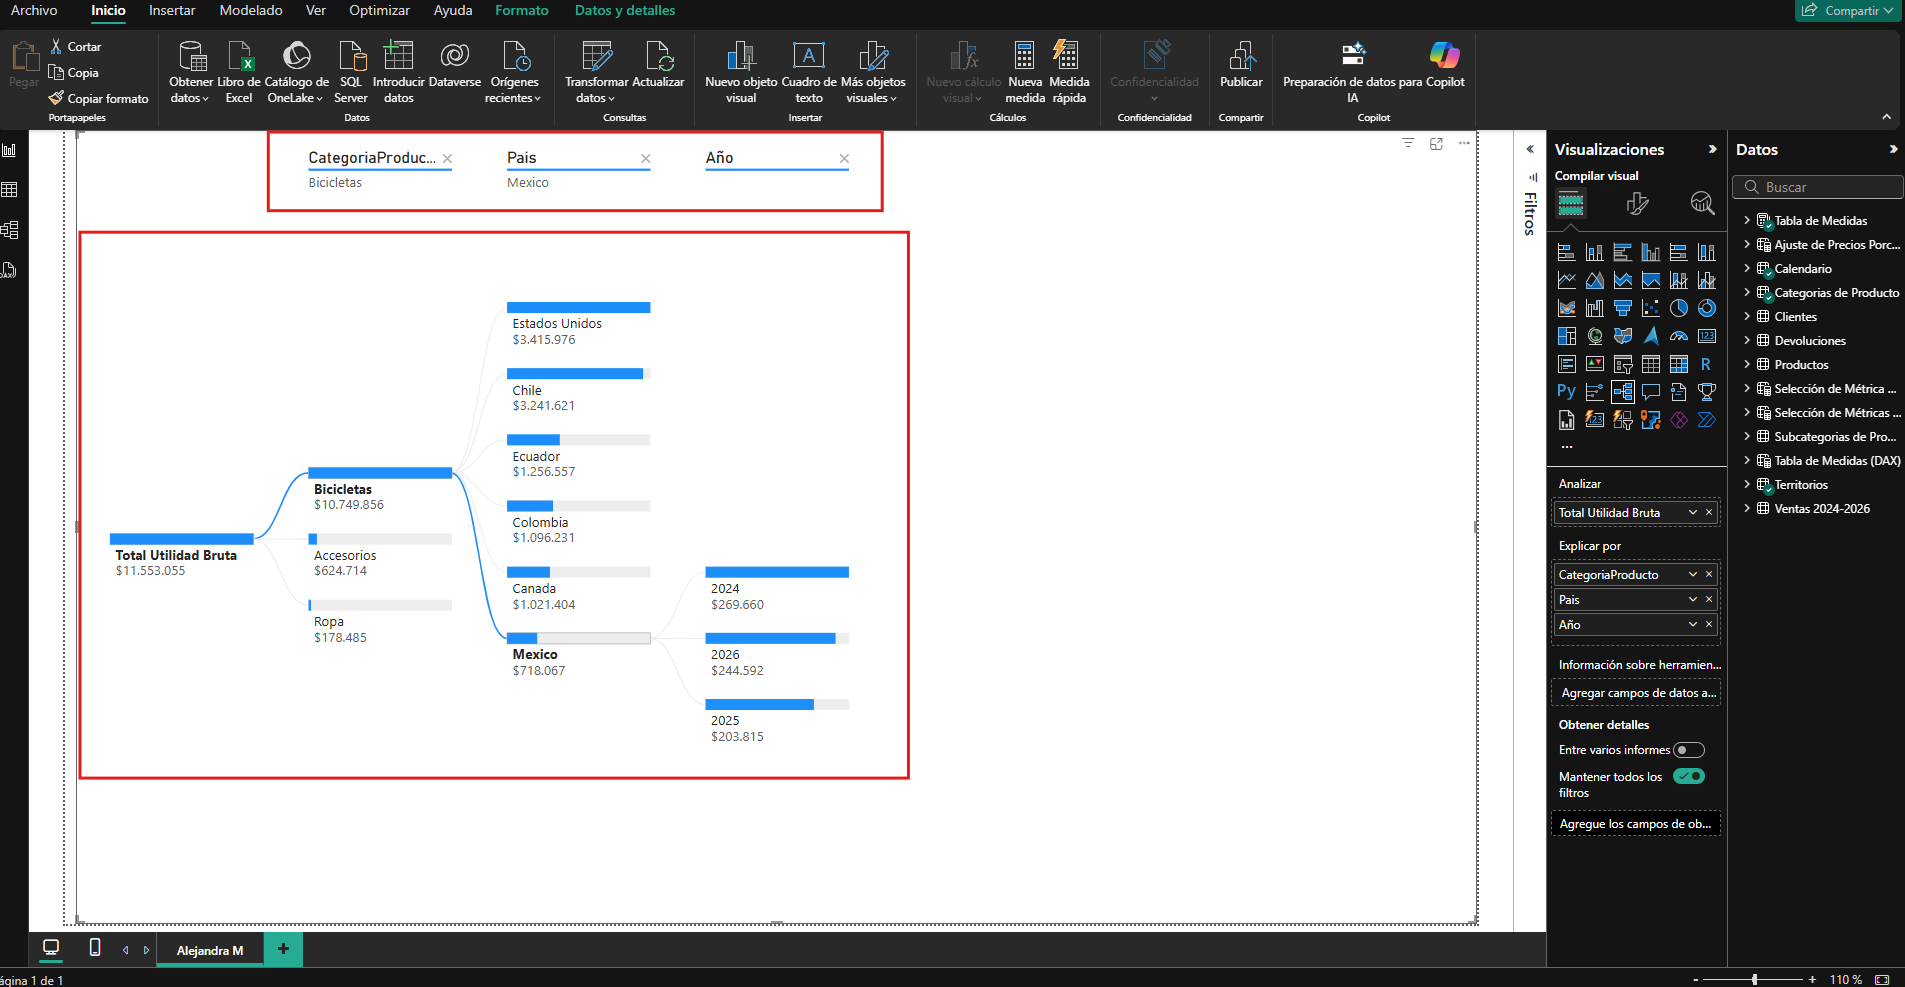 Archivo Inicio Insertar Modelado Ver Optimizar Ayuda Formato Datos y detalles Compartir
Pegar
Cortar
Copia
Copiar formato
Portapapeles
Obtener datos
Libro de Excel
Catálogo de OneLake
SQL Server
Introducir datos
Dataverse
Orígenes recientes
Datos
Transformar datos
Actualizar
Consultas
Nuevo objeto visual
Cuadro de texto
Más objetos visuales
Insertar
Nuevo cálculo visual
Nueva medida
Medida rápida
Cálculos
Confidencialidad
Confidencialidad
Publicar
Compartir
Preparación de datos para IA
Copilot
Copilot
CategoriaProduc...
Bicicletas
Pais
Mexico
Año
Total Utilidad Bruta
$11.553.055
Bicicletas
$10.749.856
Accesorios
$624.714
Ropa
$178.485
Estados Unidos
$3.415.976
Chile
$3.241.621
Ecuador
$1.256.557
Colombia
$1.096.231
Canada
$1.021.404
Mexico
$718.067
2024
$269.660
2026
$244.592
2025
$203.815
Filtros
Visualizaciones
Compilar visual
123
R
Py
123
...
Analizar
Total Utilidad Bruta
Explicar por
CategoriaProducto
Pais
Año
Información sobre herramien...
Agregar campos de datos a...
Obtener detalles
Entre varios informes
Mantener todos los
filtros
Agregue los campos de ob...
Datos
Buscar
Tabla de Medidas
Ajuste de Precios Porc...
Calendario
Categorias de Producto
Clientes
Devoluciones
Productos
Selección de Métrica ...
Selección de Métricas ...
Subcategorias de Pro...
Tabla de Medidas (DAX)
Territorios
Ventas 2024-2026
Alejandra M
+
ágina 1 de 1
- + 110 %